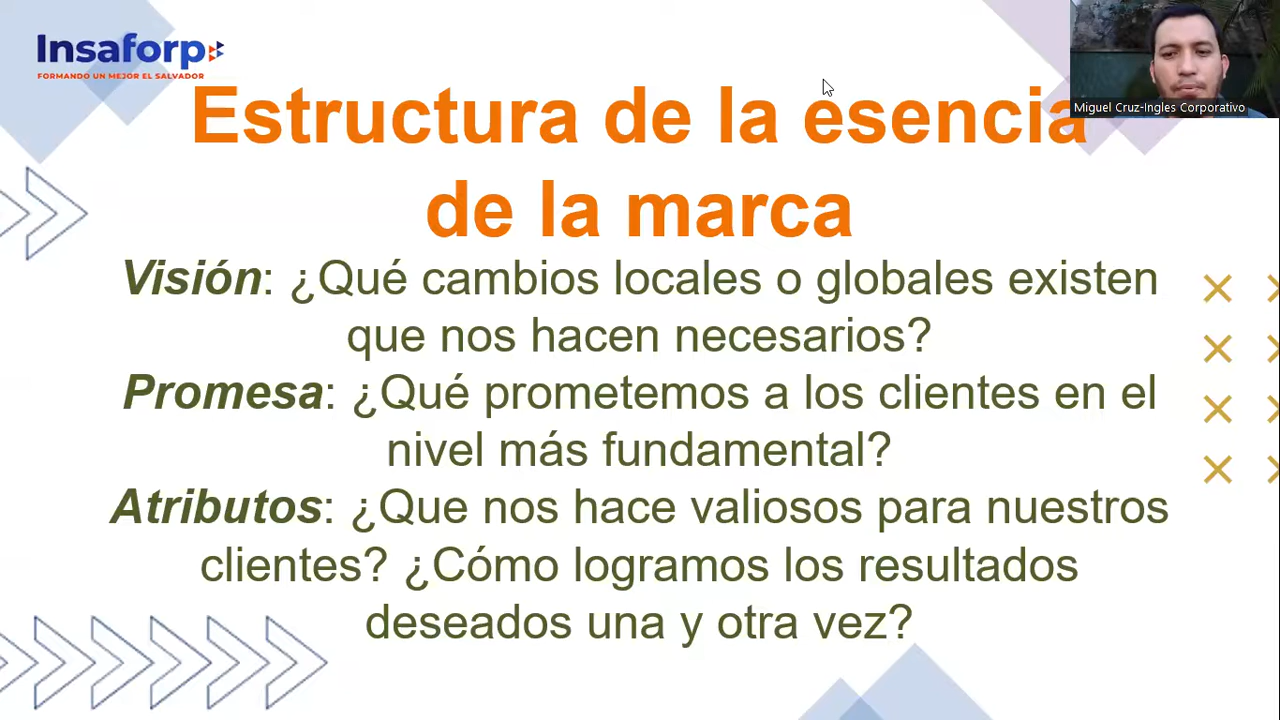 Insaforp
FORMANDO UN MEJOR EL SALVADOR
Estructura de la esencia
de la marca
Miguel Cruz-Ingles Corporativo
Visión: ¿Qué cambios locales o globales existen
que nos hacen necesarios?
Promesa: ¿Qué prometemos a los clientes en el
nivel más fundamental?
Atributos: ¿Que nos hace valiosos para nuestros
clientes? ¿Cómo logramos los resultados
deseados una y otra vez?